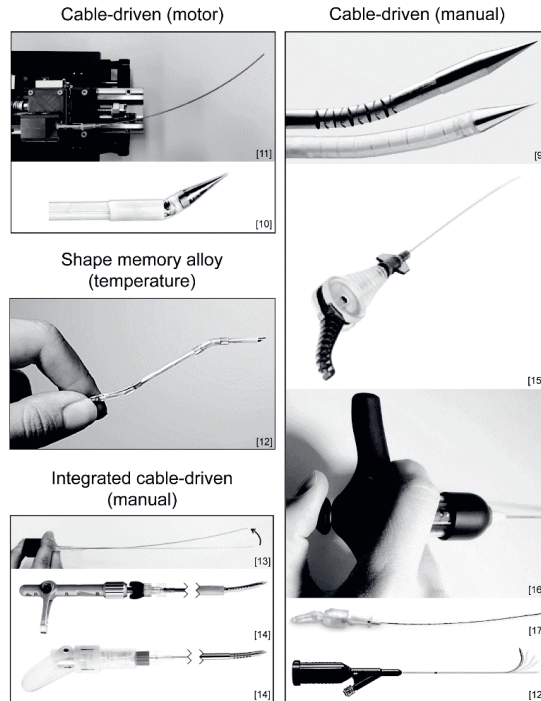 Cable-driven (motor)
[11]
[10]
Shape memory alloy
(temperature)
[12]
Integrated cable-driven
(manual)
[13]
[14]
[14]
Cable-driven (manual)
[9
[15
[16
[17
[12